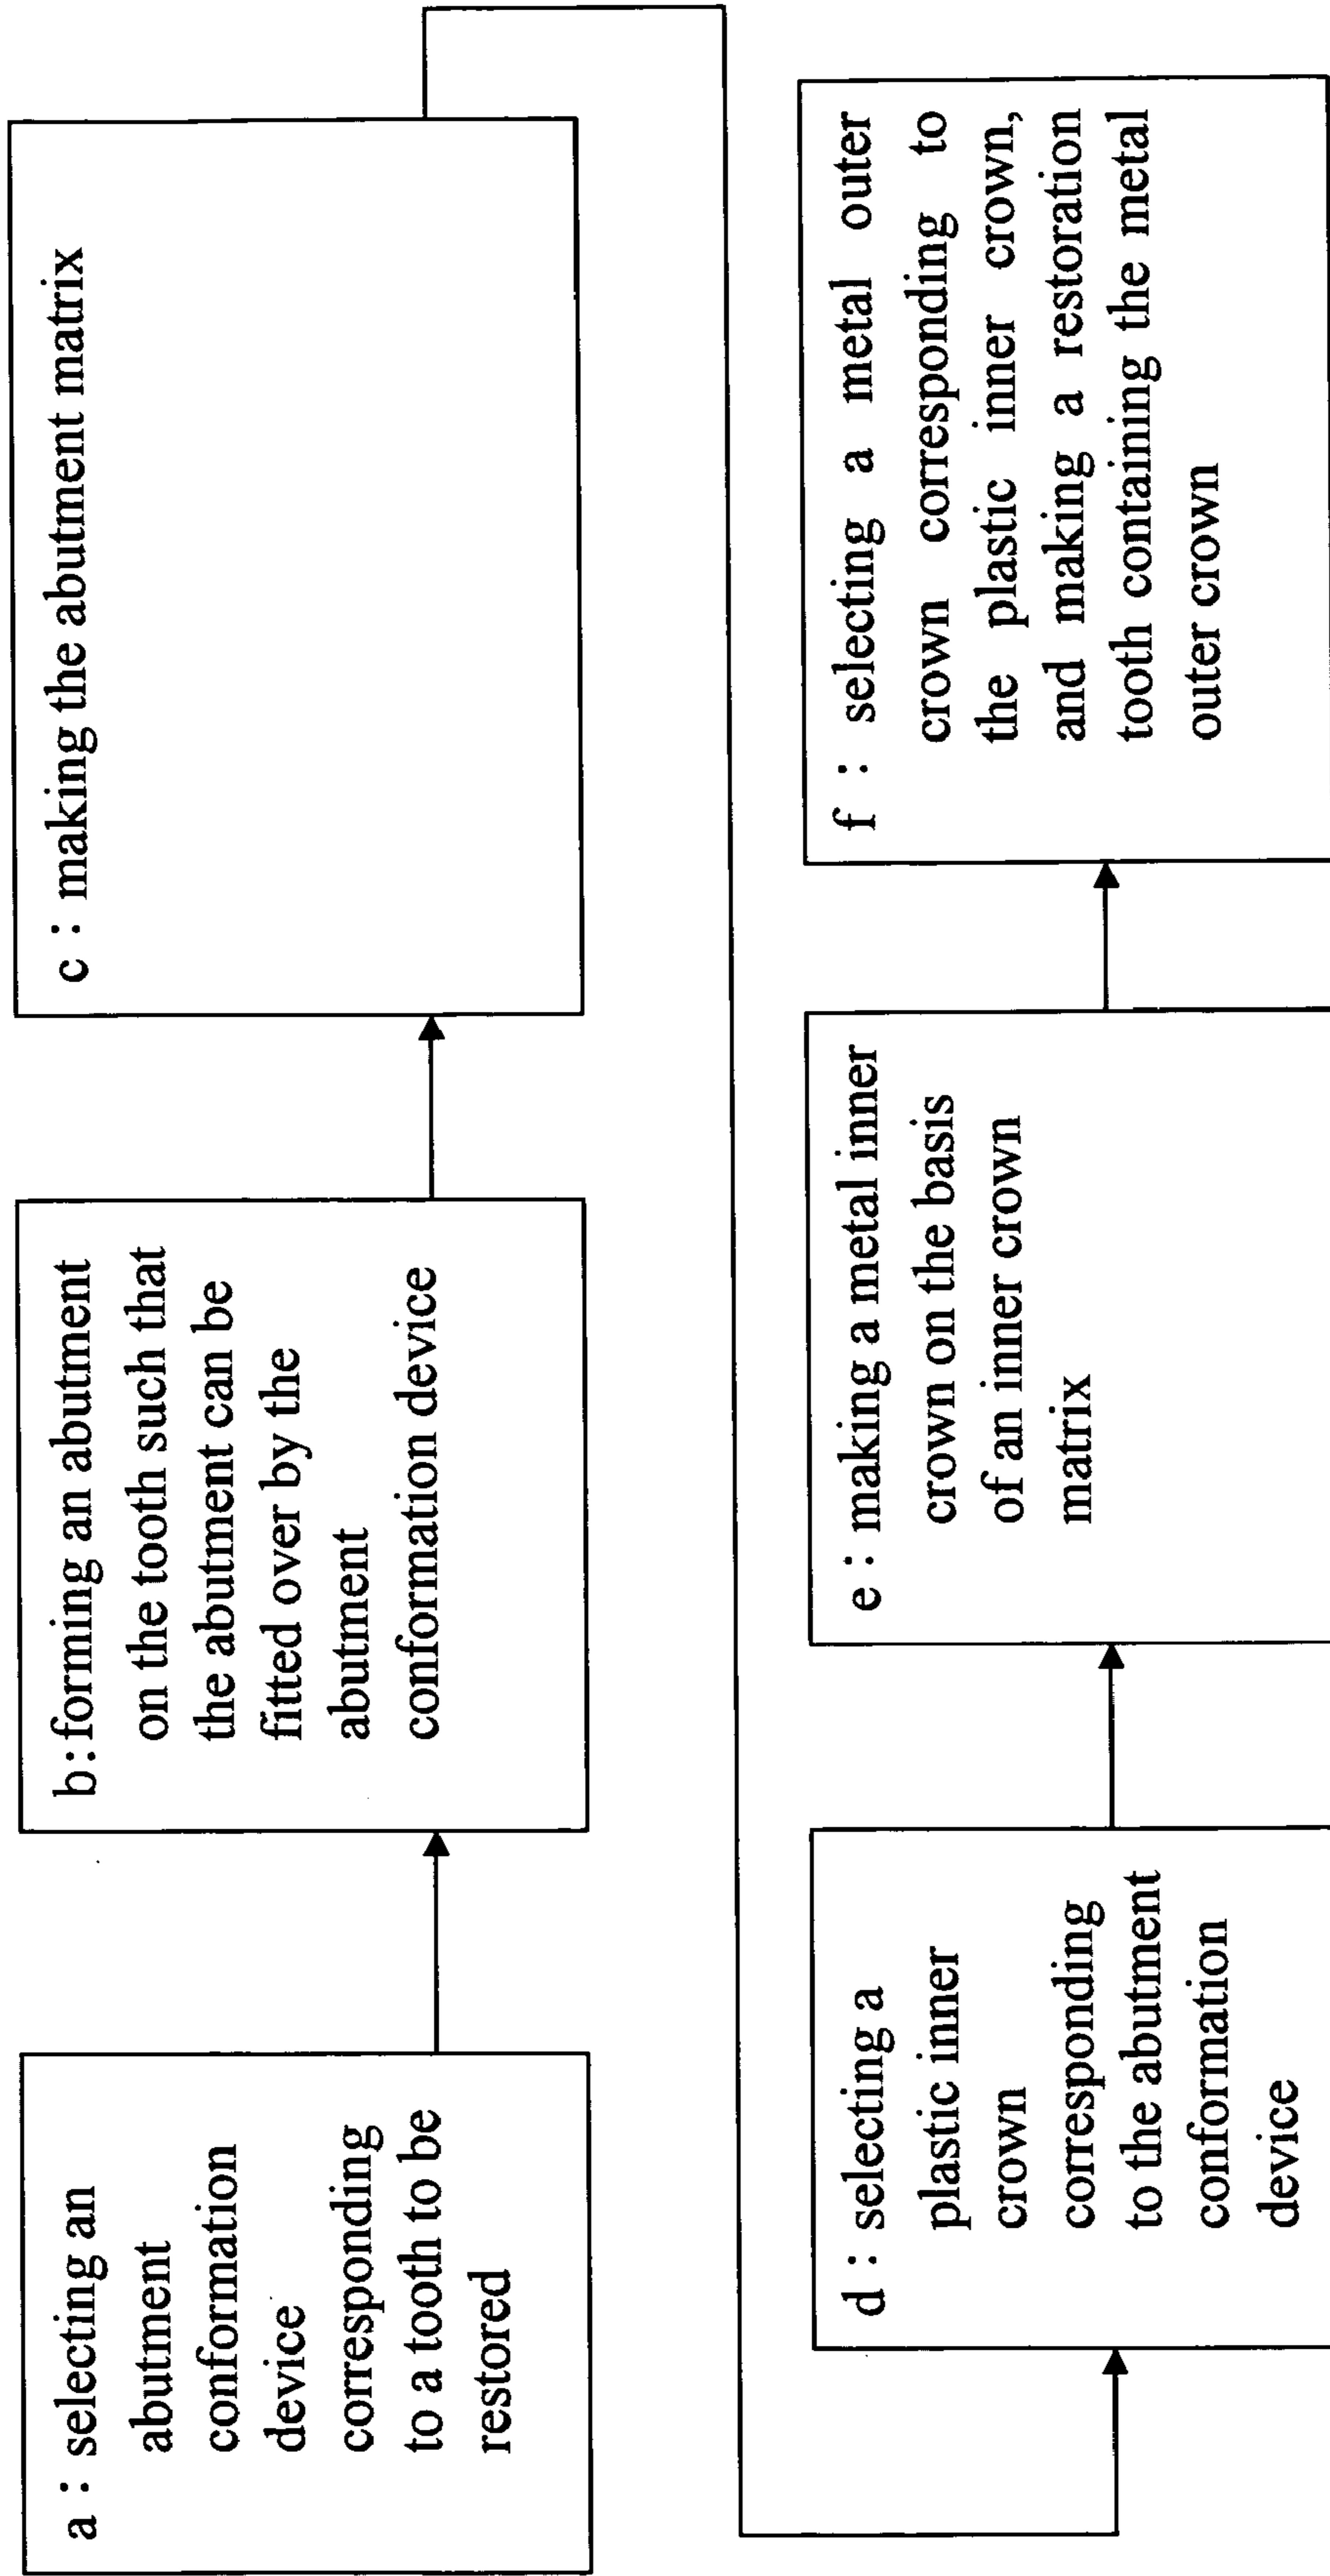 a : selecting an
abutment
conformation
device
corresponding
to a tooth to be
restored
b:forming an abutment
on the tooth such that
the abutment can be
fitted over by the
abutment
conformation device
c : making the abutment matrix
d : selecting a
plastic inner
crown
corresponding
to the abutment
conformation
device
e : making a metal inner
crown on the basis
of an inner crown
matrix
f : selecting a metal outer
crown corresponding to
the plastic inner crown,
and making a restoration
tooth containing the metal
outer crown